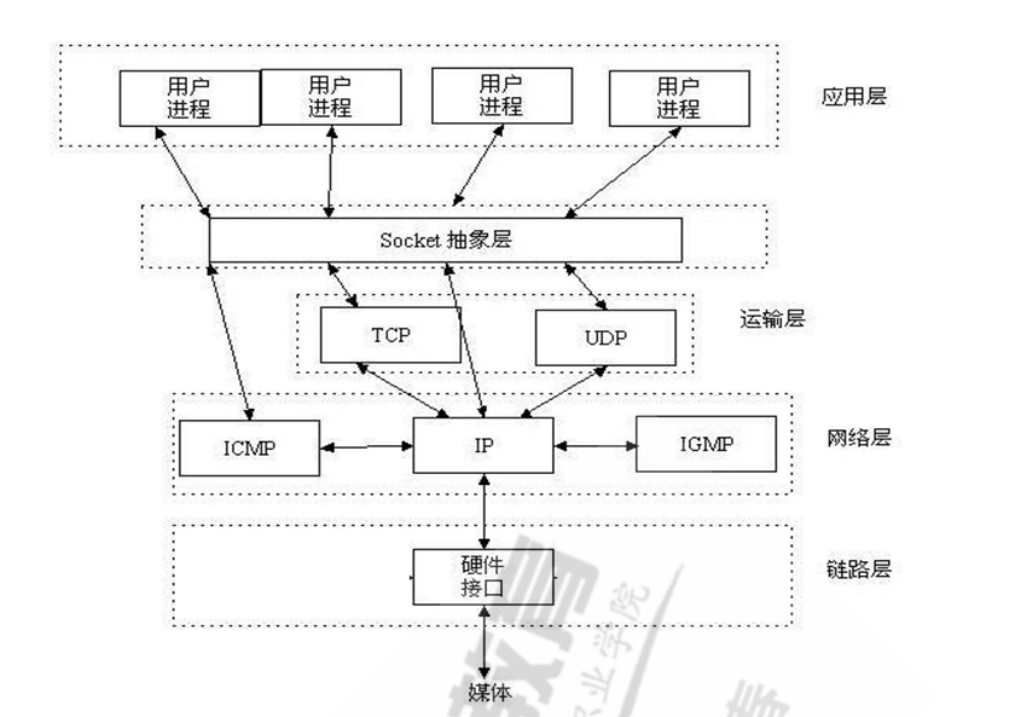 用户
进程
用户
进程
用户
进程
用户
进程
应用层
Socket 抽象层
TCP
UDP
运输层
ICMP
IP
IGMP
网络层
硬件
接口
链路层
媒体
教育
业学院